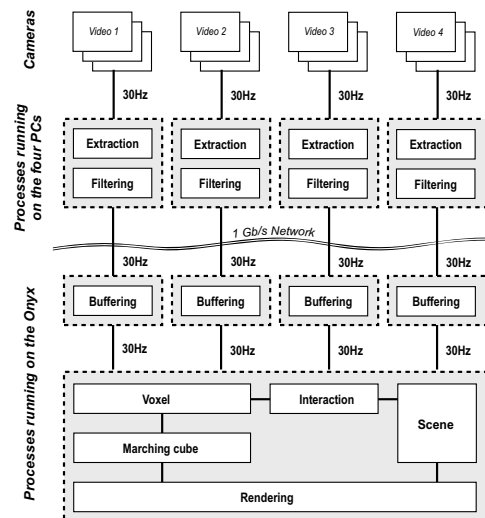 Cameras
Video 1
Video 2
Video 3
Video 4
30Hz
30Hz
30Hz
30Hz
Processes running
on the four PCs
Extraction
Extraction
Extraction
Extraction
Filtering
Filtering
Filtering
Filtering
1 Gb/s Network
30Hz
30Hz
30Hz
30Hz
Processes running on the Onyx
Buffering
Buffering
Buffering
Buffering
30Hz
30Hz
30Hz
30Hz
Voxel
Interaction
Scene
Marching cube
Rendering